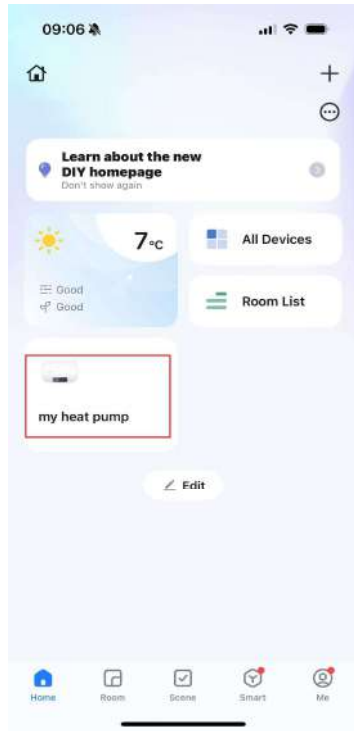 09:06
Learn about the new
DIY homepage
Don't show again
7°C
Good
Good
All Devices
Room List
my heat pump
Edit
Home
Room
Scene
Smart
Me